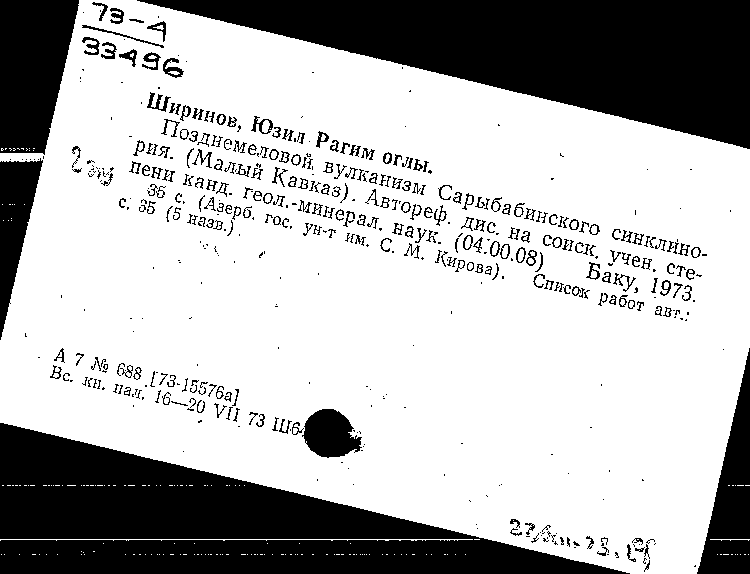 73-4
33496
Ширинов, Юзил Рагим оглы.
Позднемеловой вулканизм Сарыбабинского синклино-
рия. (Малый Кавказ). Автореф. дис. на соиск. учен. сте-
пени канд. геол.-минерал. наук. (04.00.08) Баку, 1973.
35 с. (Азерб. гос. ун-т им. С. М. Кирова). Список работ авт.:
с. 35 (5 назв.).
2 экз
А 7 № 688 [73-15576а]
Вс. кн. пал. 16—20 VII 73 Ш6